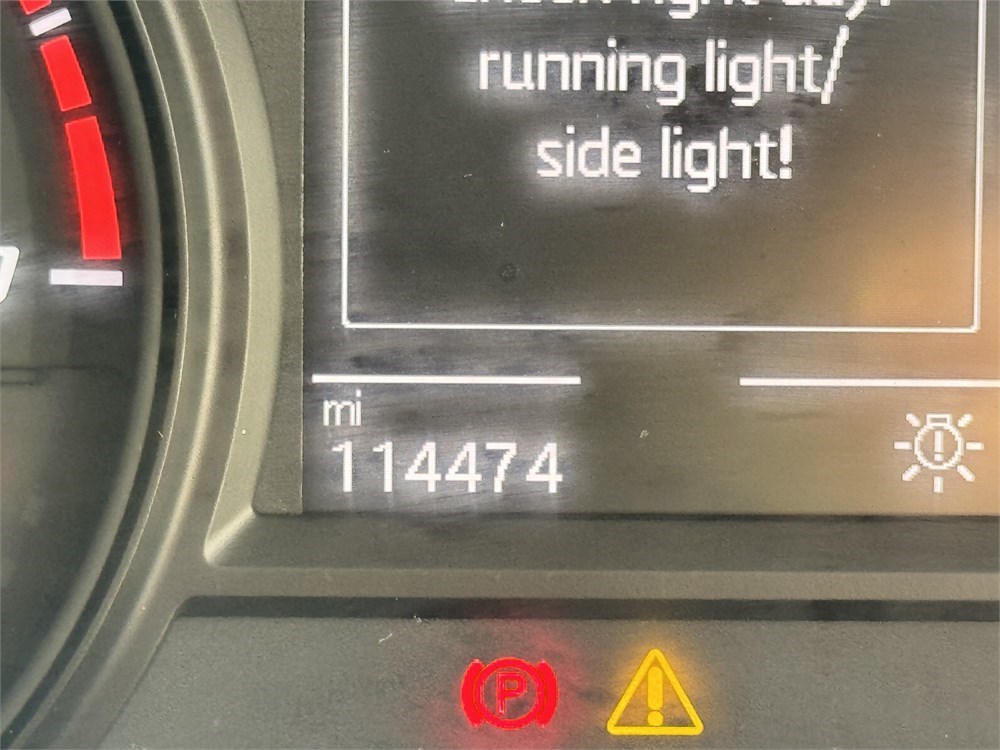 running light/
side light!
mi
114474
P